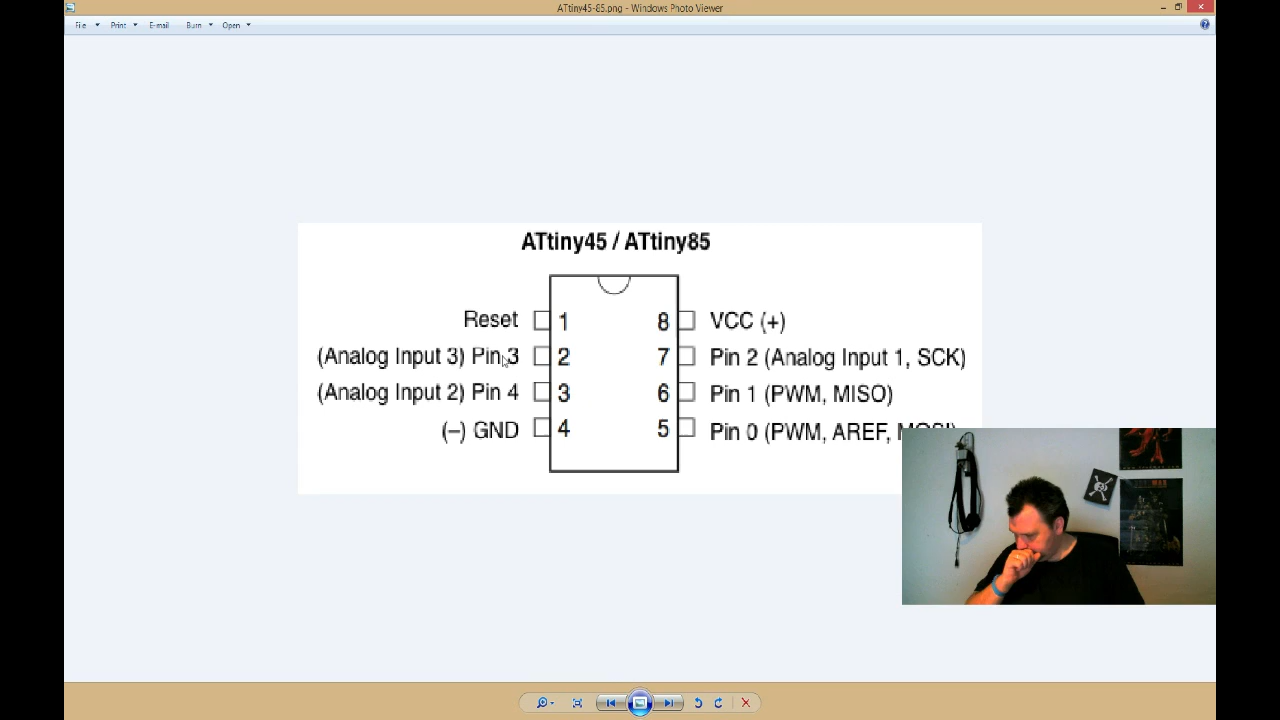 ATtiny45-85.png - Windows Photo Viewer
File Print E-mail Burn Open
ATtiny45 / ATtiny85
Reset 1 8 VCC (+)
(Analog Input 3) Pin 3 2 7 Pin 2 (Analog Input 1, SCK)
(Analog Input 2) Pin 4 3 6 Pin 1 (PWM, MISO)
(–) GND 4 5 Pin 0 (PWM, AREF, MOSI)